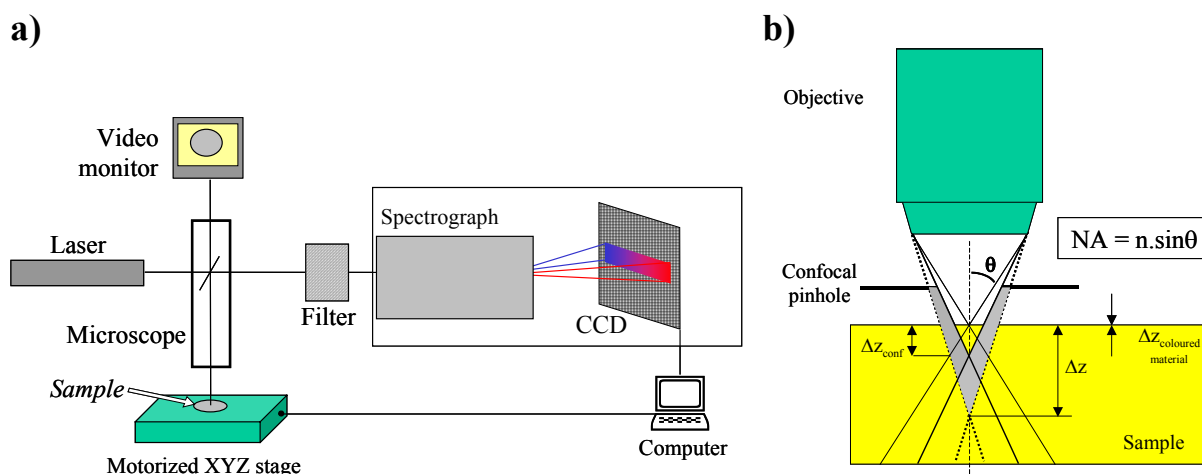 a)
Video
monitor
Laser
Microscope
Sample
Motorized XYZ stage
Filter
Spectrograph
CCD
Computer
b)
Objective
NA = n.sinθ
θ
Confocal
pinhole
Δz conf
Δz
Δz coloured
material
Sample